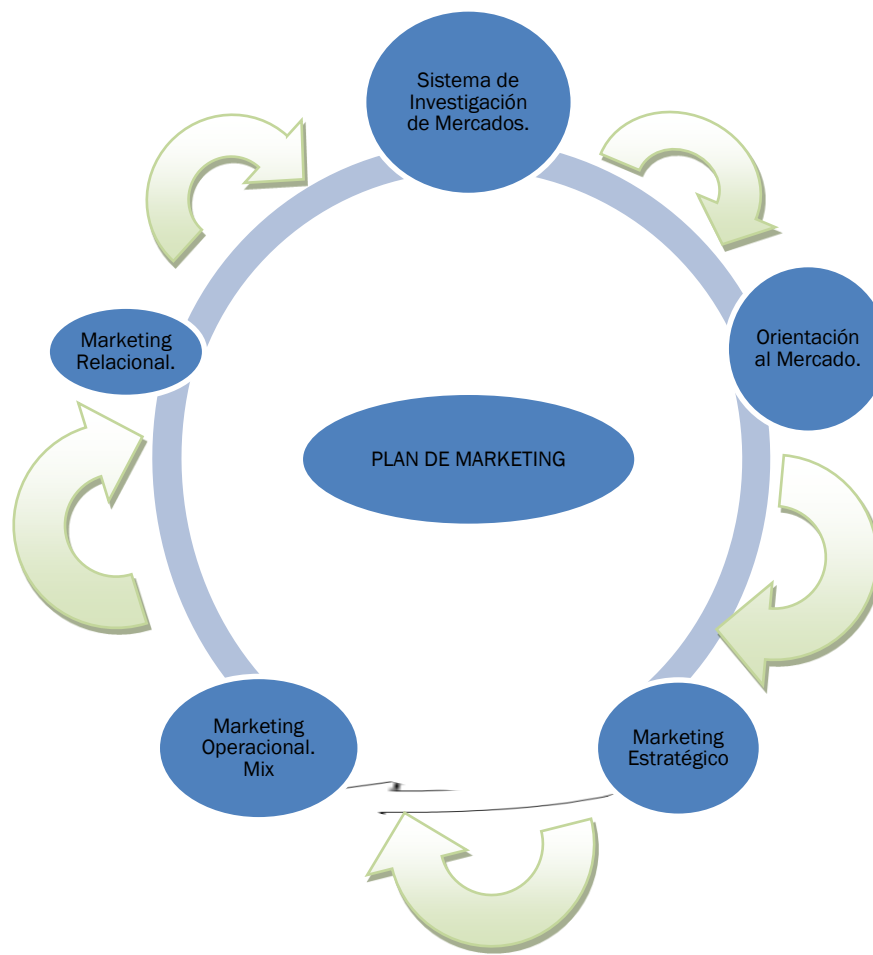 Sistema de
Investigación
de Mercados.
Orientación
al Mercado.
Marketing
Relacional.
PLAN DE MARKETING
Marketing
Operacional.
Mix
Marketing
Estratégico